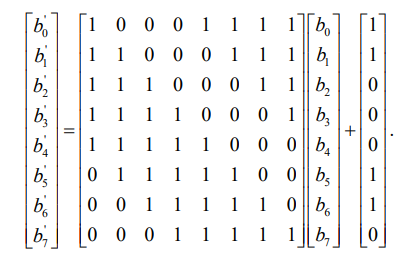 b'₀ 1 0 0 0 1 1 1 1 b₀ 1
b'₁ 1 1 0 0 0 1 1 1 b₁ 1
b'₂ 1 1 1 0 0 0 1 1 b₂ 0
b'₃ 1 1 1 1 0 0 0 1 b₃ 0
b'₄ = 1 1 1 1 1 0 0 0 b₄ + 0 .
b'₅ 0 1 1 1 1 1 0 0 b₅ 1
b'₆ 0 0 1 1 1 1 1 0 b₆ 1
b'₇ 0 0 0 1 1 1 1 1 b₇ 0